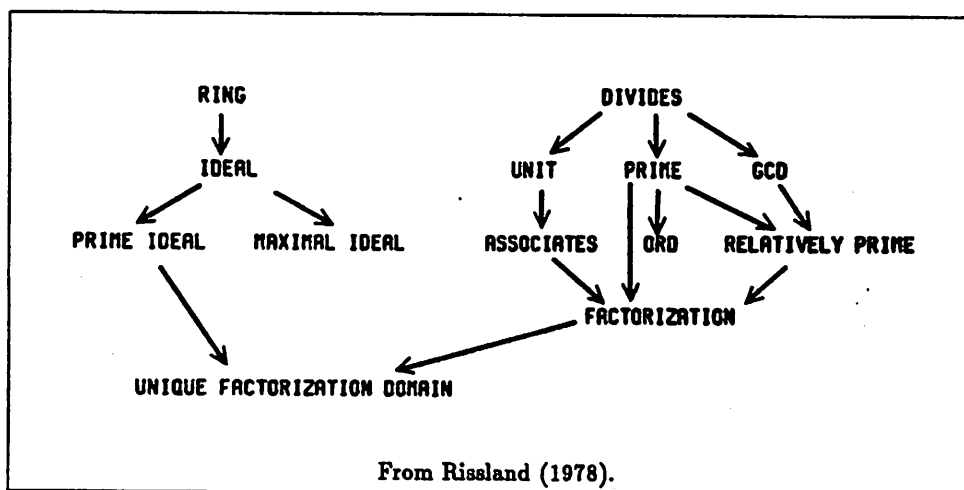 RING DIVIDES
IDEAL UNIT PRIME GCD
PRIME IDEAL MAXIMAL IDEAL ASSOCIATES ORD RELATIVELY PRIME
FACTORIZATION
UNIQUE FACTORIZATION DOMAIN
From Rissland (1978).